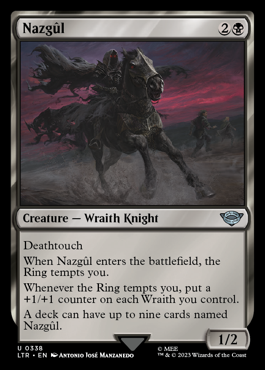 Nazgûl 2
Creature — Wraith Knight
Deathtouch
When Nazgûl enters the battlefield, the
Ring tempts you.
Whenever the Ring tempts you, put a
+1/+1 counter on each Wraith you control.
A deck can have up to nine cards named
Nazgûl.
1/2
U 0338
LTR • EN Antonio José Manzanedo
© MEE
™ & © 2023 Wizards of the Coast